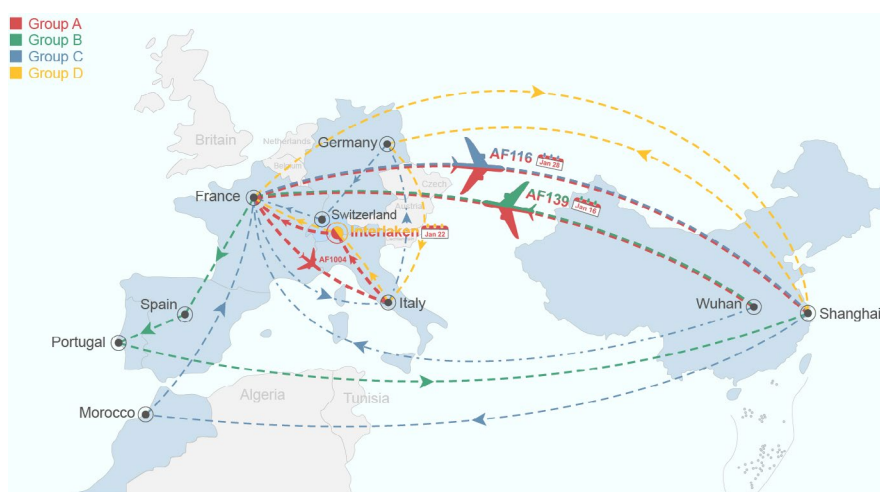 Group A
Group B
Group C
Group D
Britain
Netherlands
Belgium
Germany
Czech
Austria
France
Switzerland
Interlaken
Jan 22
AF116
Jan 28
AF139
Jan 16
AF1004
Italy
Spain
Portugal
Morocco
Algeria
Tunisia
Wuhan
Shanghai